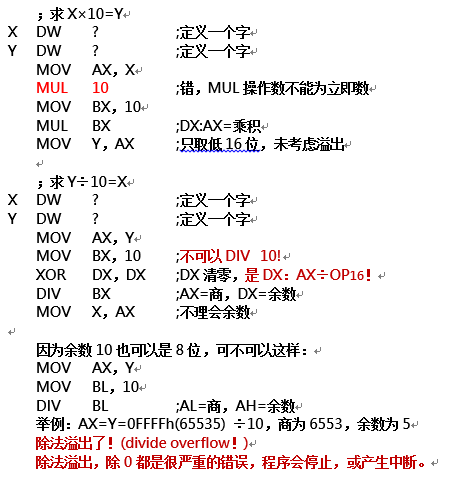 ;求 X×10=Y
X DW ? ;定义一个字
Y DW ? ;定义一个字
MOV AX,X
MUL 10 ;错,MUL 操作数不能为立即数
MOV BX,10
MUL BX ;DX:AX=乘积
MOV Y,AX ;只取低 16 位,未考虑溢出
;求 Y÷10=X
X DW ? ;定义一个字
Y DW ? ;定义一个字
MOV AX,Y
MOV BX,10 ;不可以 DIV 10!
XOR DX,DX ;DX 清零,是 DX:AX÷OP16!
DIV BX ;AX=商,DX=余数
MOV X,AX ;不理会余数
因为余数 10 也可以是 8 位,可不可以这样:
MOV AX,Y
MOV BL,10
DIV BL ;AL=商,AH=余数
举例:AX=Y=0FFFFh(65535) ÷10,商为 6553,余数为 5
除法溢出了!(divide overflow!)
除法溢出,除 0 都是很严重的错误,程序会停止,或产生中断。